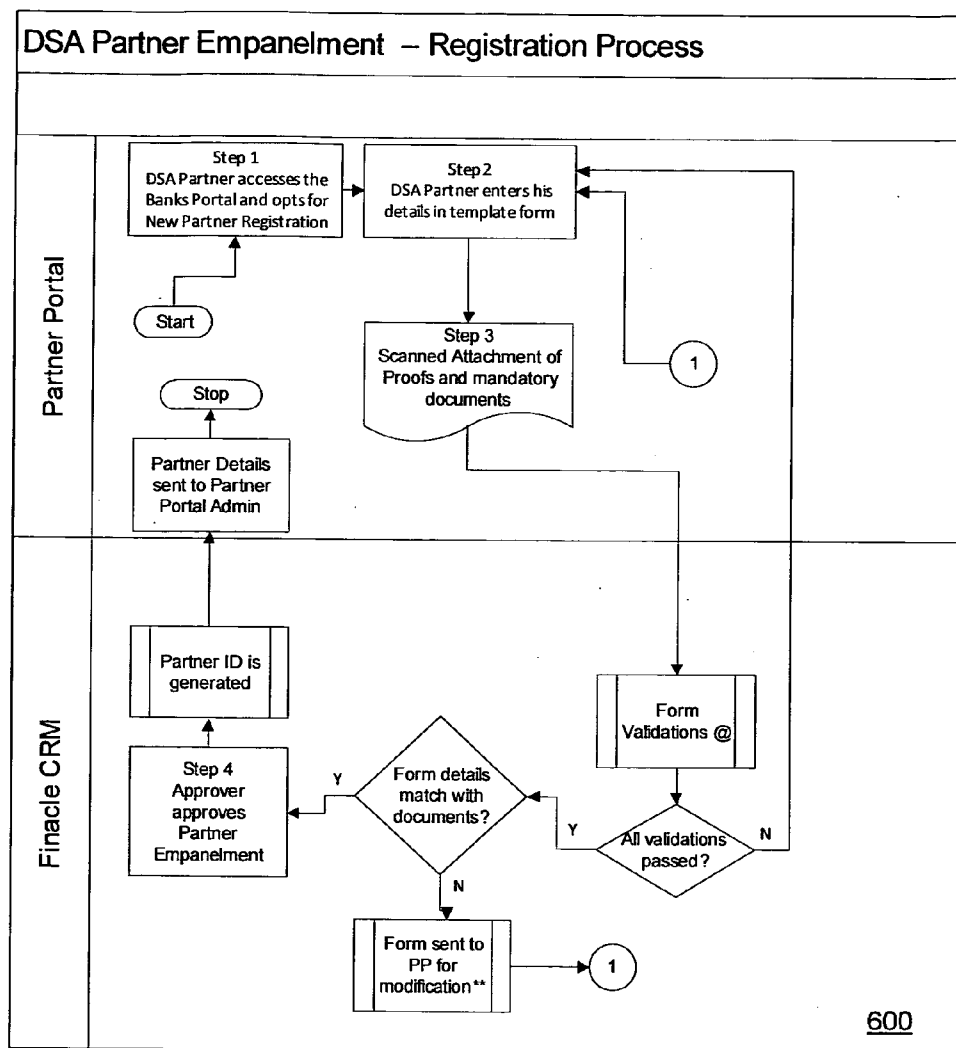 DSA Partner Empanelment – Registration Process
Partner Portal
Step 1
DSA Partner accesses the
Banks Portal and opts for
New Partner Registration
Step 2
DSA Partner enters his
details in template form
Start
Step 3
Scanned Attachment of
Proofs and mandatory
documents
1
Stop
Partner Details
sent to Partner
Portal Admin
Finacle CRM
Partner ID is
generated
Form
Validations @
Step 4
Approver
approves
Partner
Empanelment
Y
Form details
match with
documents?
Y
All validations
passed?
N
N
Form sent to
PP for
modification**
1
600